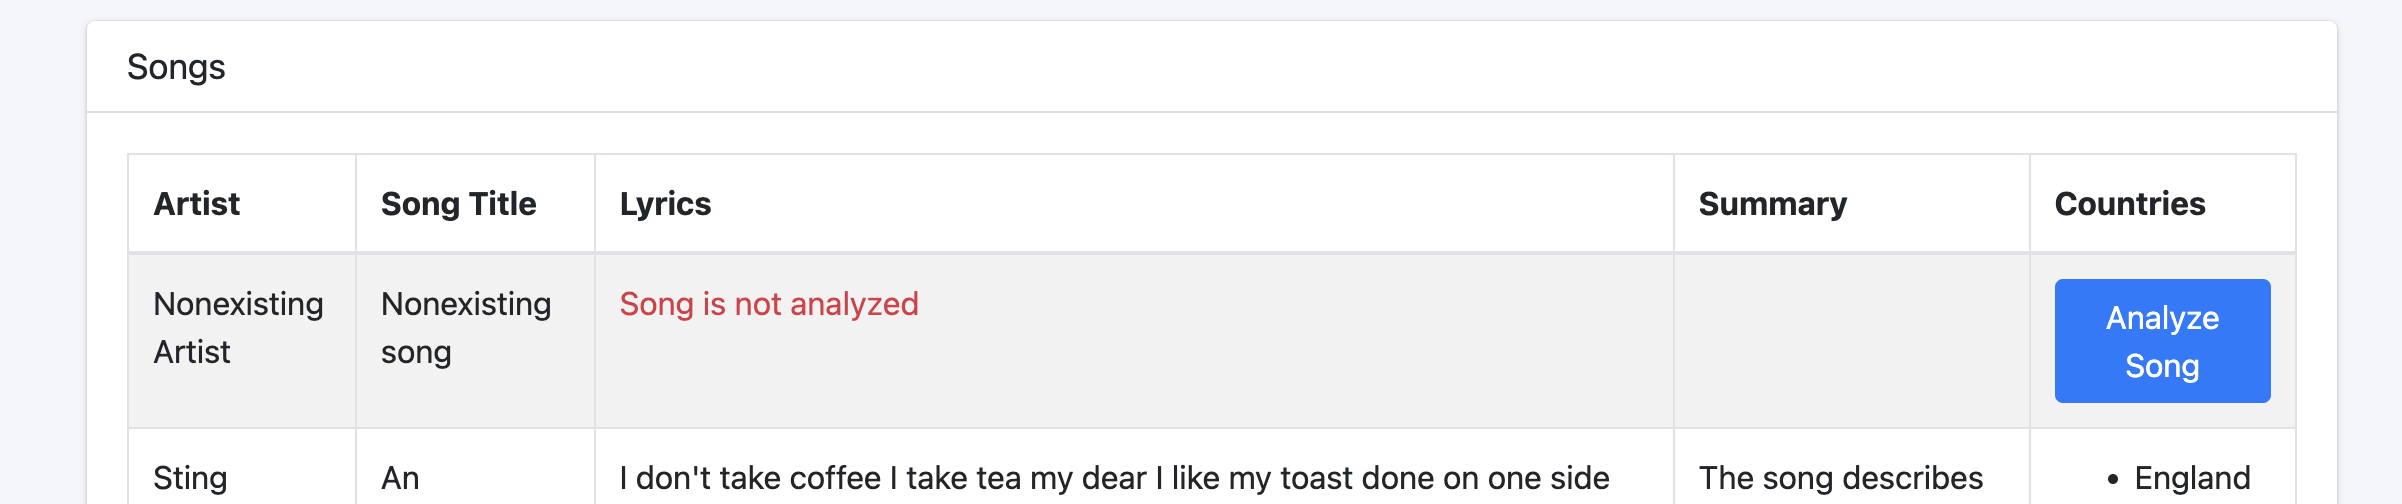 Songs
Artist Song Title Lyrics Summary Countries
Nonexisting Artist Nonexisting song Song is not analyzed Analyze Song
Sting An I don't take coffee I take tea my dear I like my toast done on one side The song describes • England